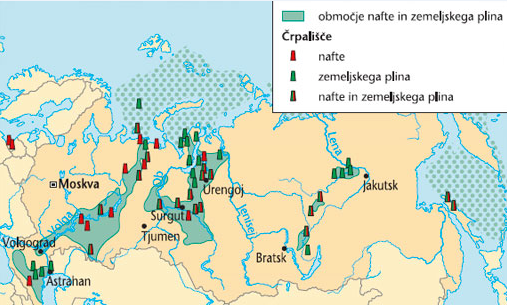 območje nafte in zemeljskega plina
Črpališče
nafte
zemeljskega plina
nafte in zemeljskega plina
Lena
Jakutsk
Moskva
Ob
Urengoj
Volga
Surgut
Jenisej
Tjumen
Volgograd
Bratsk
Astrahan